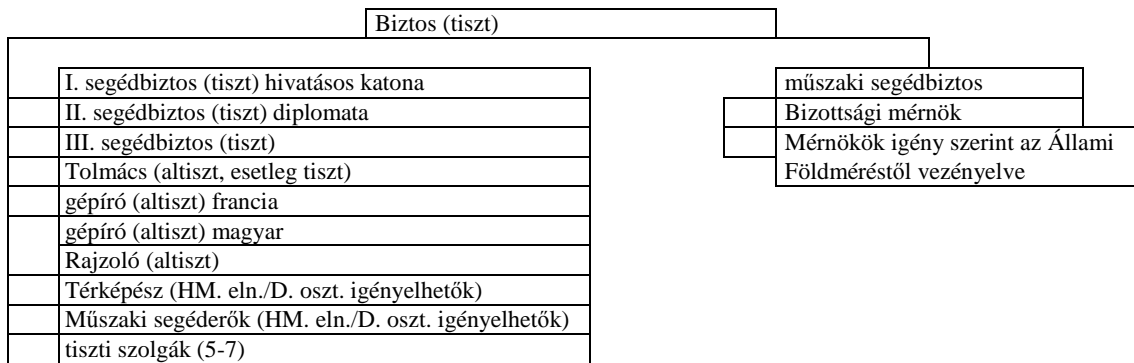 Biztos (tiszt)
I. segédbiztos (tiszt) hivatásos katona
II. segédbiztos (tiszt) diplomata
III. segédbiztos (tiszt)
Tolmács (altiszt, esetleg tiszt)
gépíró (altiszt) francia
gépíró (altiszt) magyar
Rajzoló (altiszt)
Térképész (HM. eln./D. oszt. igényelhetők)
Műszaki segéderők (HM. eln./D. oszt. igényelhetők)
tiszti szolgák (5-7)
műszaki segédbiztos
Bizottsági mérnök
Mérnökök igény szerint az Állami
Földméréstől vezényelve